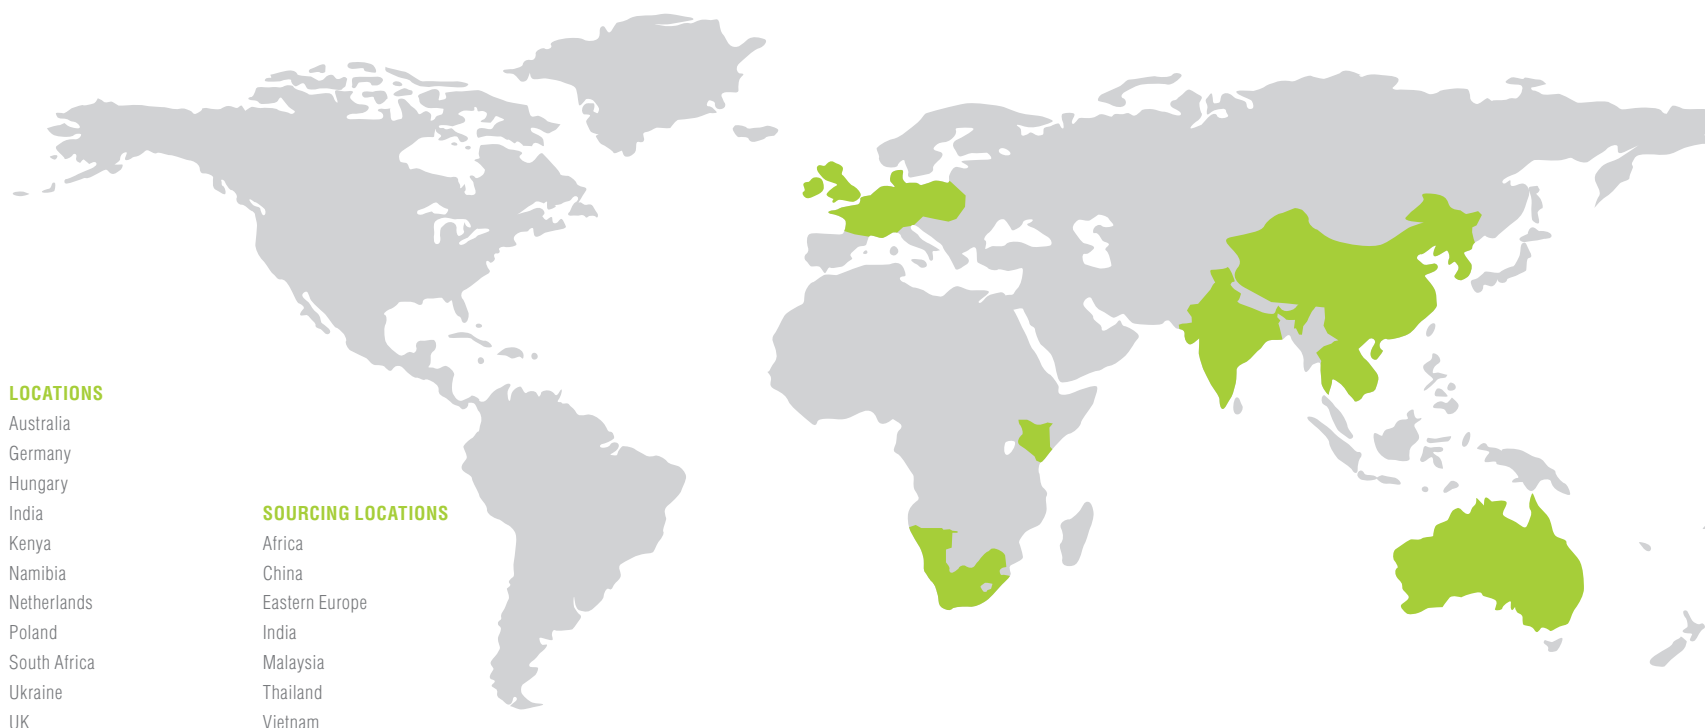 LOCATIONS
Australia
Germany
Hungary
India
Kenya
Namibia
Netherlands
Poland
South Africa
Ukraine
UK
SOURCING LOCATIONS
Africa
China
Eastern Europe
India
Malaysia
Thailand
Vietnam